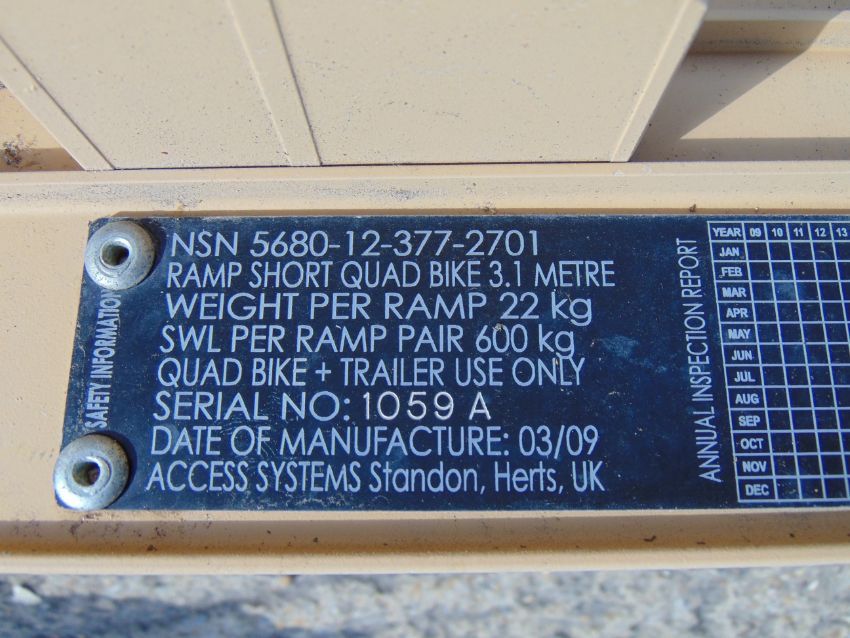 SAFETY INFORMATION
NSN 5680-12-377-2701
RAMP SHORT QUAD BIKE 3.1 METRE
WEIGHT PER RAMP 22 kg
SWL PER RAMP PAIR 600 kg
QUAD BIKE + TRAILER USE ONLY
SERIAL NO: 1059 A
DATE OF MANUFACTURE: 03/09
ACCESS SYSTEMS Standon, Herts, UK
ANNUAL INSPECTION REPORT
YEAR 09 10 11 12 13
JAN
FEB
MAR
APR
MAY
JUN
JUL
AUG
SEP
OCT
NOV
DEC